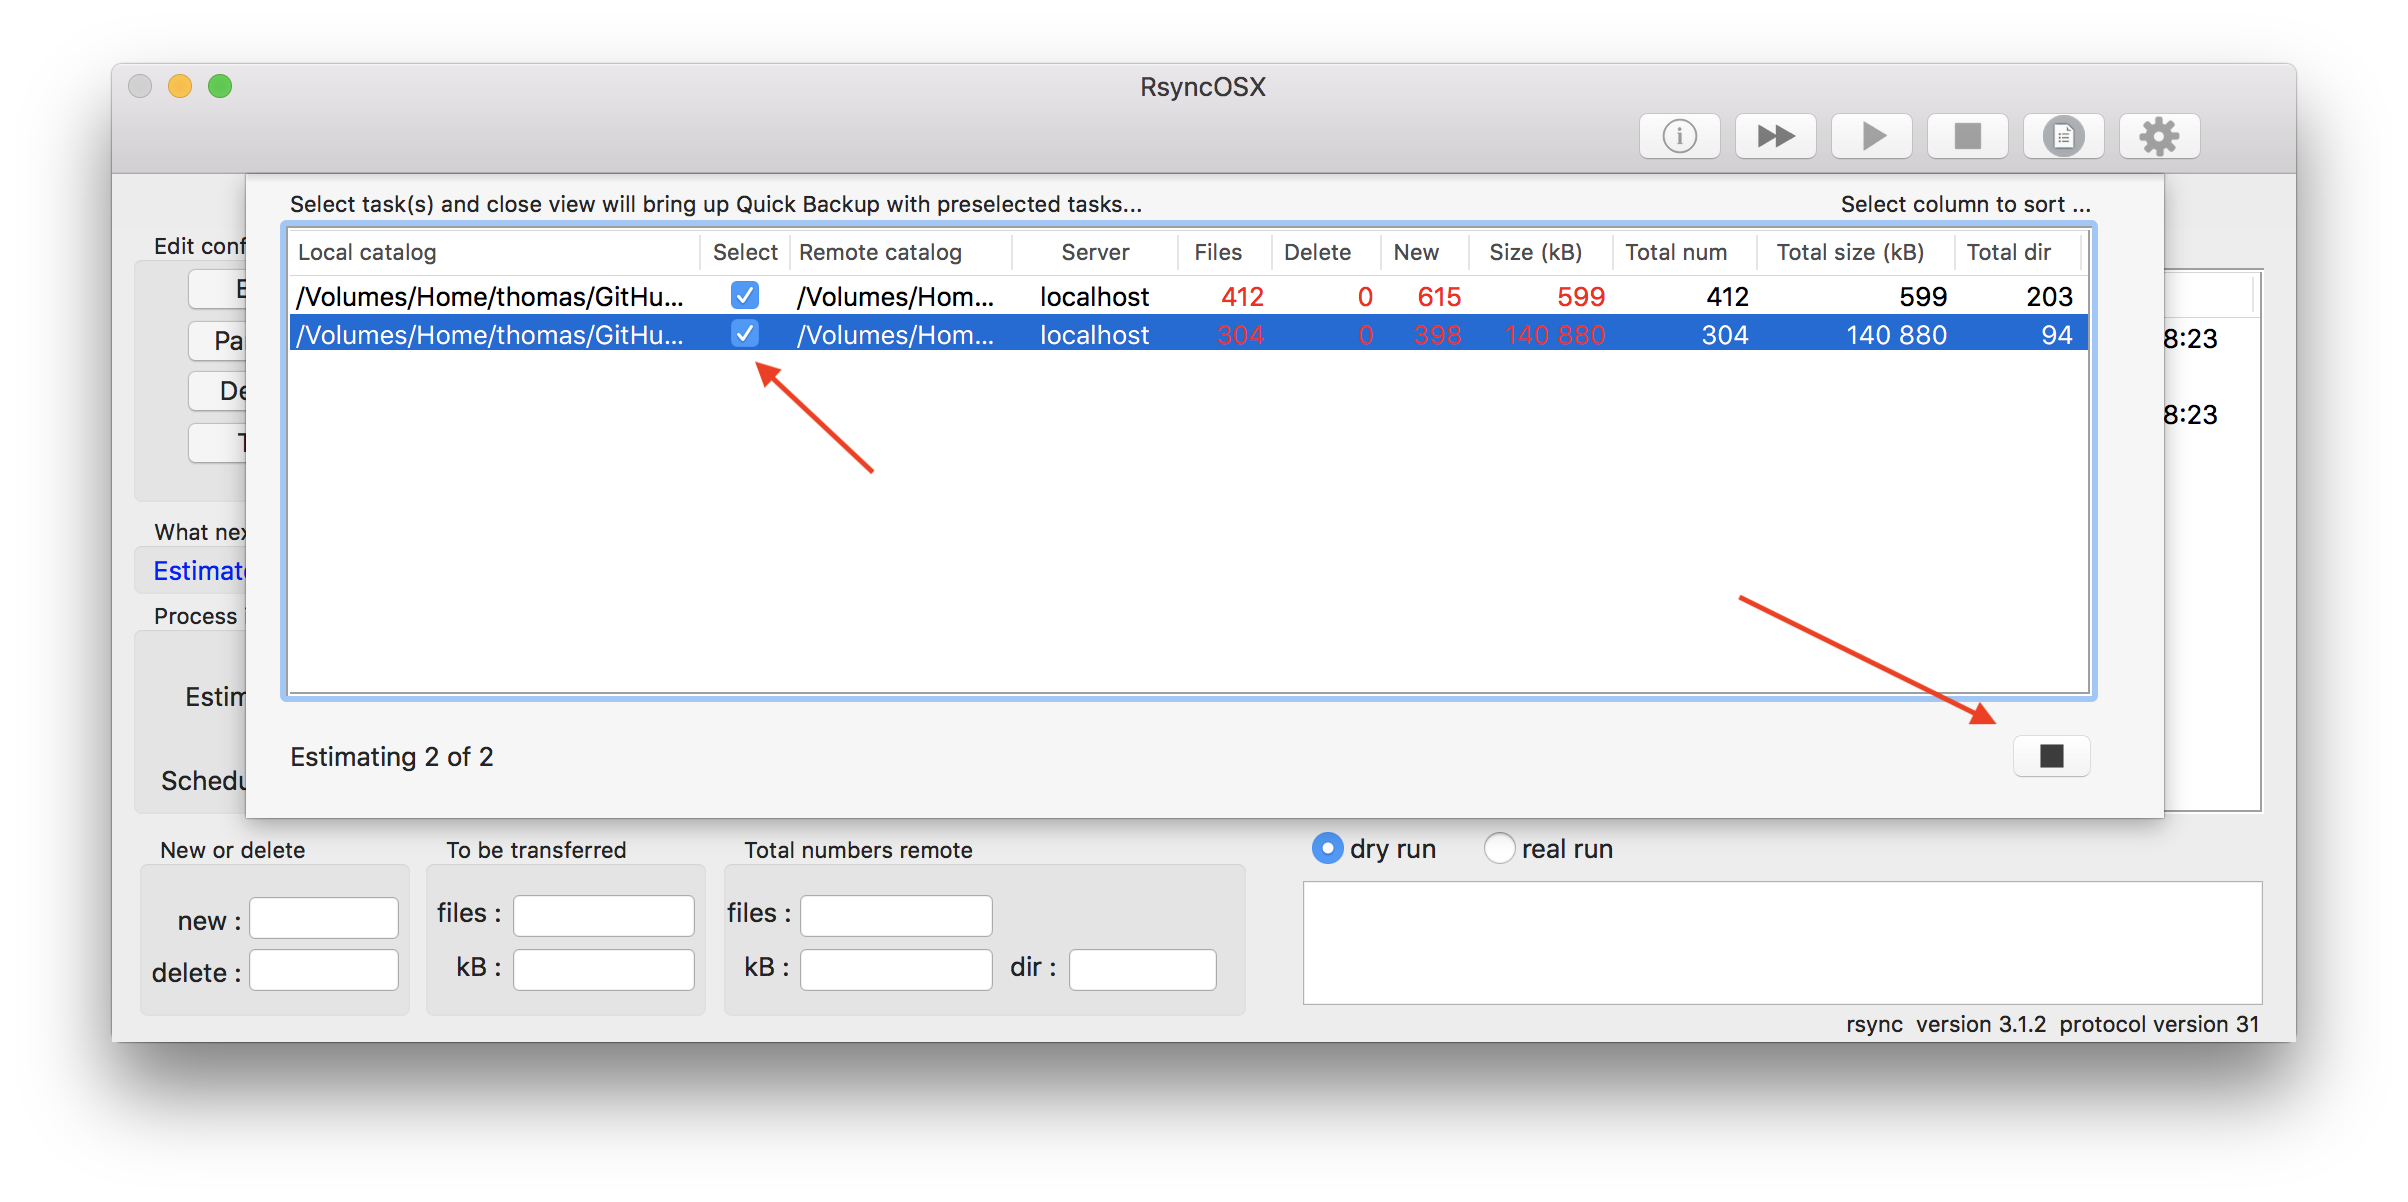 RsyncOSX
Select task(s) and close view will bring up Quick Backup with preselected tasks... Select column to sort ...
Edit conf
Local catalog Select Remote catalog Server Files Delete New Size (kB) Total num Total size (kB) Total dir
/Volumes/Home/thomas/GitHu... /Volumes/Hom... localhost 412 0 615 599 412 599 203
/Volumes/Home/thomas/GitHu... /Volumes/Hom... localhost 304 0 398 140 880 304 140 880 94
Pa
8:23
De
8:23
T
What nex
Estimate
Process
Estim
Estimating 2 of 2
Schedu
New or delete To be transferred Total numbers remote
dry run real run
new : files : files :
delete : kB : kB : dir :
rsync version 3.1.2 protocol version 31